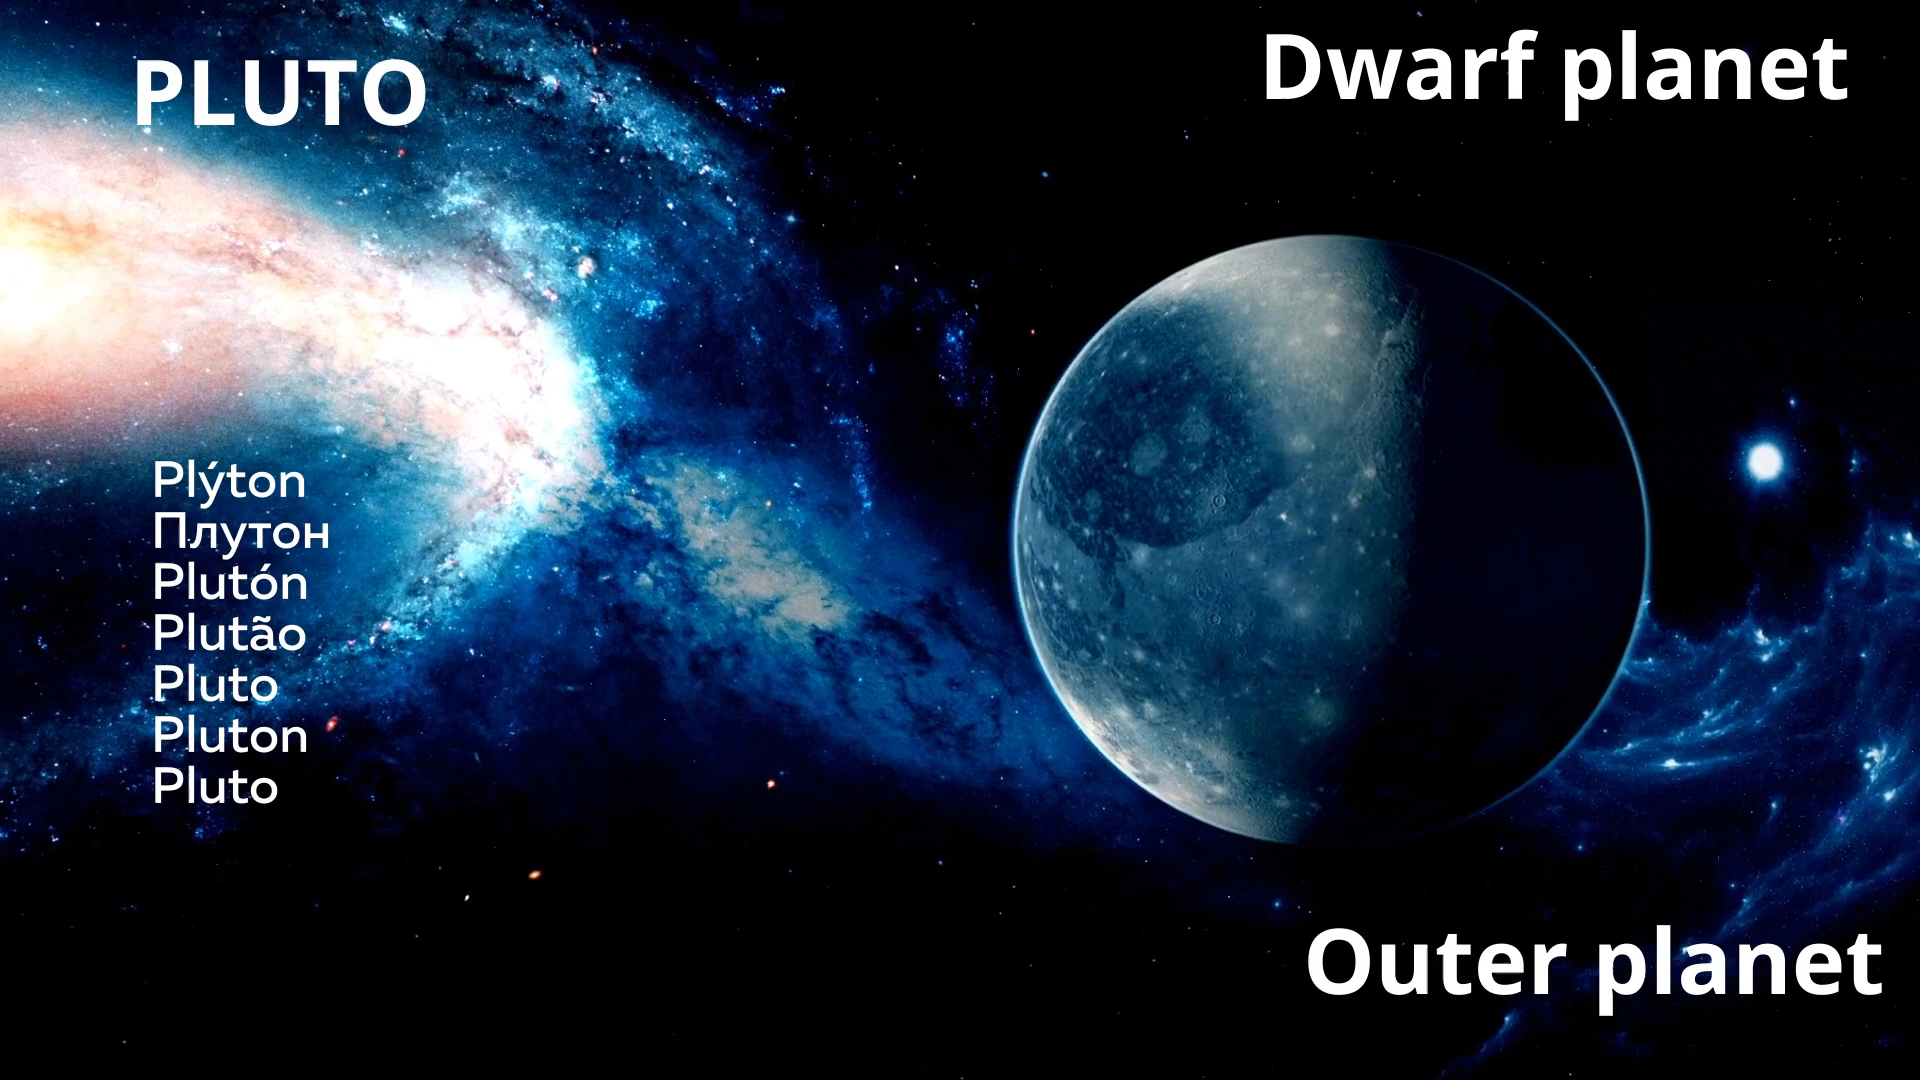 PLUTO
Dwarf planet
Plýton
Плутон
Plutón
Plutão
Pluto
Pluton
Pluto
Outer planet